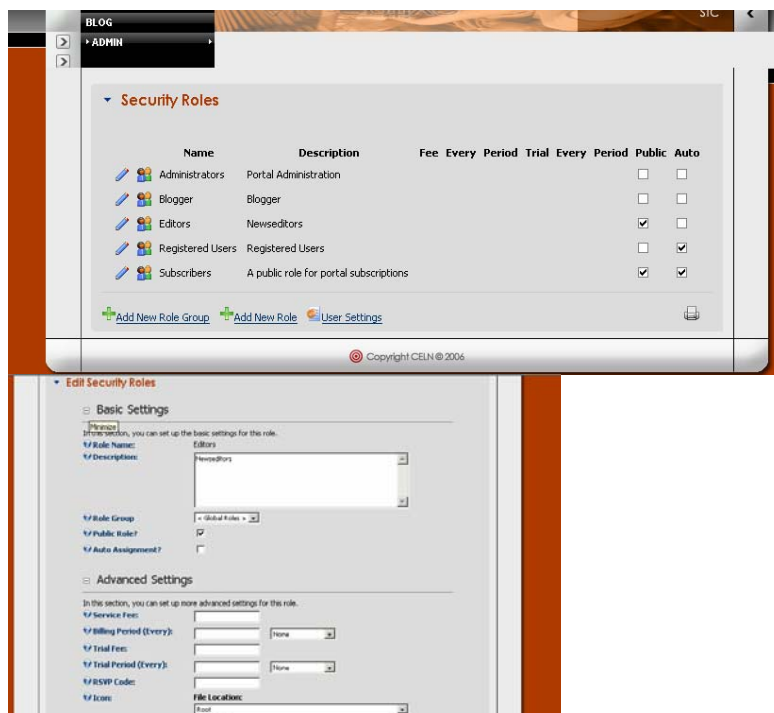 STC
BLOG
ADMIN
Security Roles
Name Description Fee Every Period Trial Every Period Public Auto
Administrators Portal Administration
Blogger Blogger
Editors Newseditors
Registered Users Registered Users
Subscribers A public role for portal subscriptions
Add New Role Group Add New Role User Settings
Copyright CELN © 2006
Edit Security Roles
Basic Settings
Minimize
In this section, you can set up the basic settings for this role.
Role Name: Editors
Description: Newseditors
Role Group < Global Roles >
Public Role?
Auto Assignment?
Advanced Settings
In this section, you can set up more advanced settings for this role.
Service Fee:
Billing Period (Every): None
Trial Fee:
Trial Period (Every): None
RSVP Code:
Icon: File Location:
Root